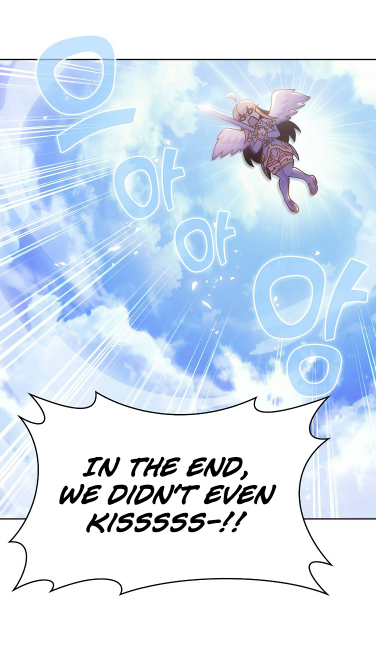 으
아
아
앙
IN THE END,
WE DIDN'T EVEN
KISSSSS-!!